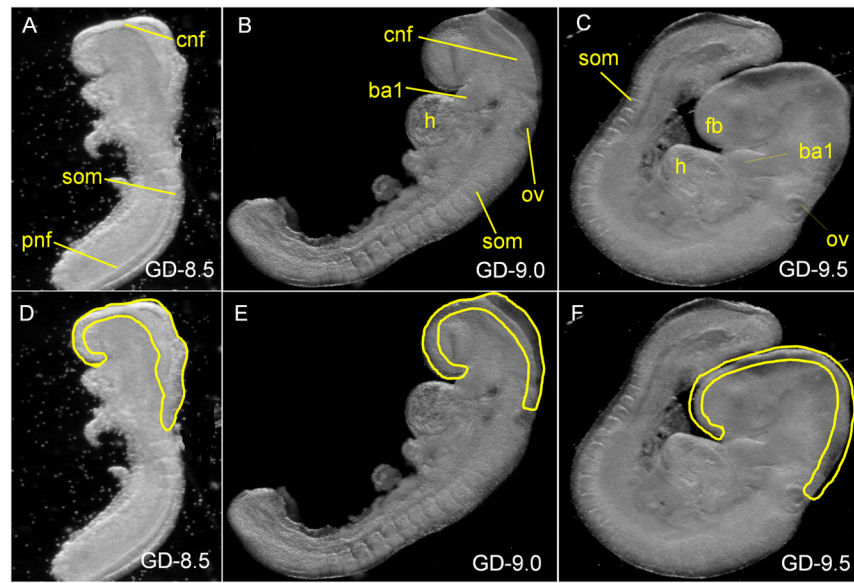 A
cnf
som
pnf
GD-8.5
B
cnf
ba1
h
ov
som
GD-9.0
C
som
fb
h
ba1
ov
GD-9.5
D
GD-8.5
E
GD-9.0
F
GD-9.5